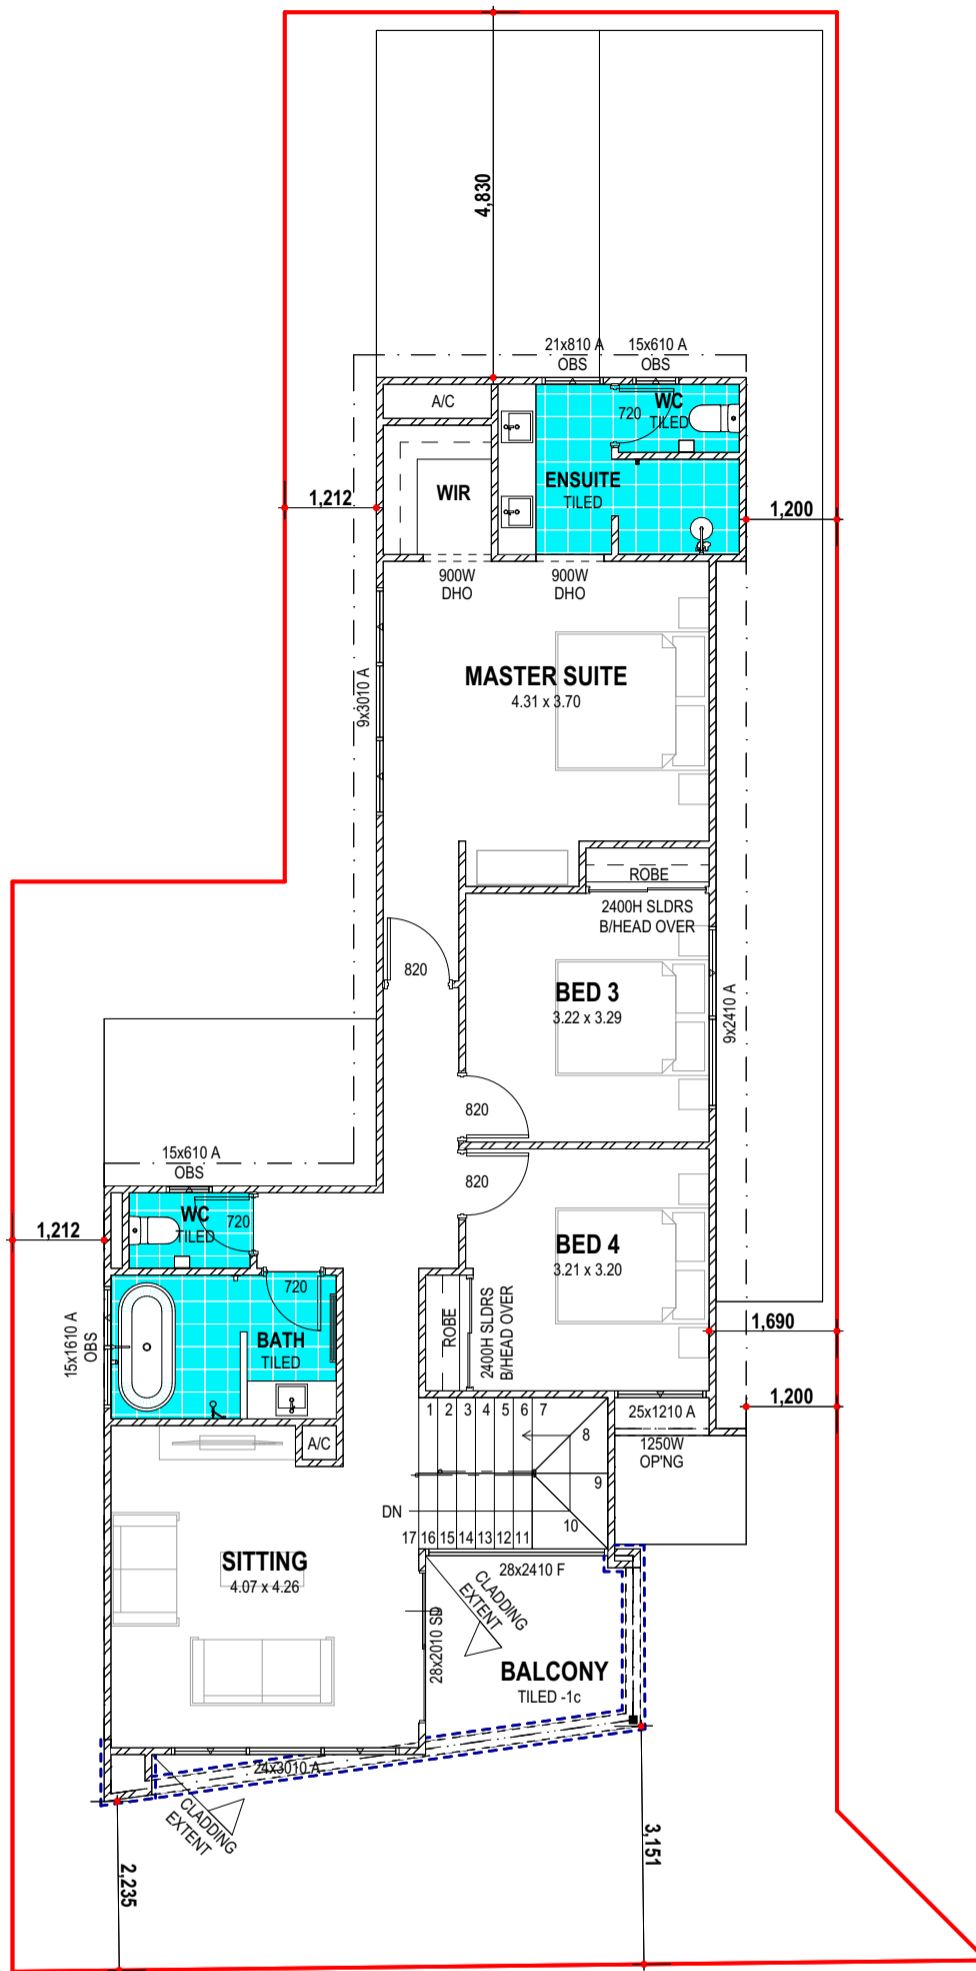 4,830
21x810 A
OBS
15x610 A
OBS
A/C
WC
TILED
720
WIR
ENSUITE
TILED
1,212
1,200
900W
DHO
900W
DHO
MASTER SUITE
4.31 x 3.70
9x3010 A
ROBE
2400H SLDRS
B/HEAD OVER
820
BED 3
3.22 x 3.29
9x2410 A
820
15x610 A
OBS
820
WC
TILED
720
1,212
BED 4
3.21 x 3.20
720
ROBE
2400H SLDRS
B/HEAD OVER
15x1610 A
OBS
BATH
TILED
1,690
1,200
1 2 3 4 5 6 7
25x1210 A
8
A/C
1250W
OP'NG
9
DN
10
17 16 15 14 13 12 11
SITTING
4.07 x 4.26
28x2410 F
CLADDING
EXTENT
28x2010 SD
BALCONY
TILED -1c
24x3010 A
CLADDING
EXTENT
3,151
2,235